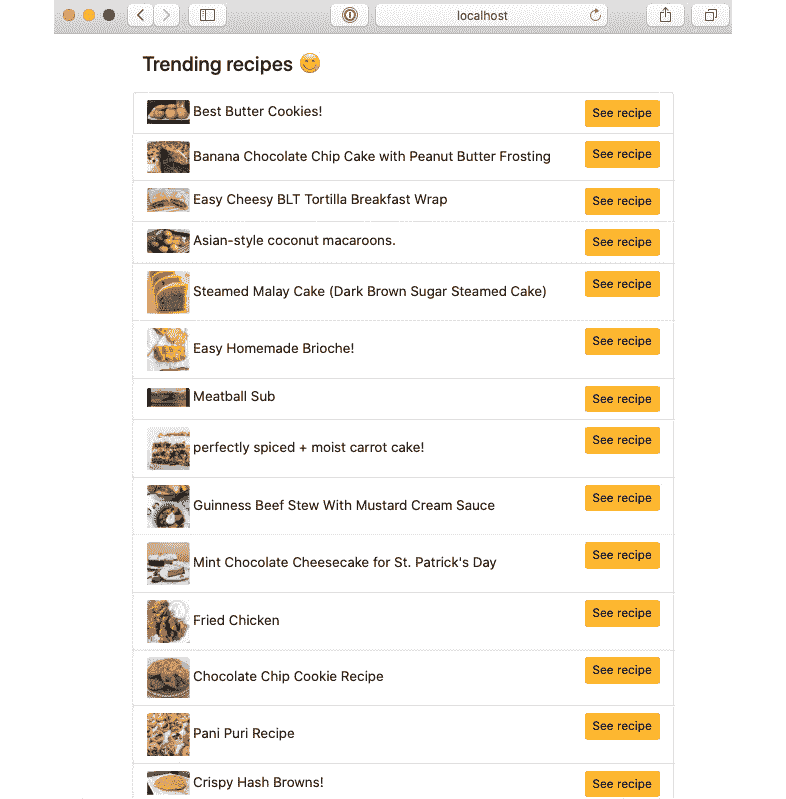 localhost
Trending recipes 😇
Best Butter Cookies!
See recipe
Banana Chocolate Chip Cake with Peanut Butter Frosting
See recipe
Easy Cheesy BLT Tortilla Breakfast Wrap
See recipe
Asian-style coconut macaroons.
See recipe
Steamed Malay Cake (Dark Brown Sugar Steamed Cake)
See recipe
Easy Homemade Brioche!
See recipe
Meatball Sub
See recipe
perfectly spiced + moist carrot cake!
See recipe
Guinness Beef Stew With Mustard Cream Sauce
See recipe
Mint Chocolate Cheesecake for St. Patrick's Day
See recipe
Fried Chicken
See recipe
Chocolate Chip Cookie Recipe
See recipe
Pani Puri Recipe
See recipe
Crispy Hash Browns!
See recipe